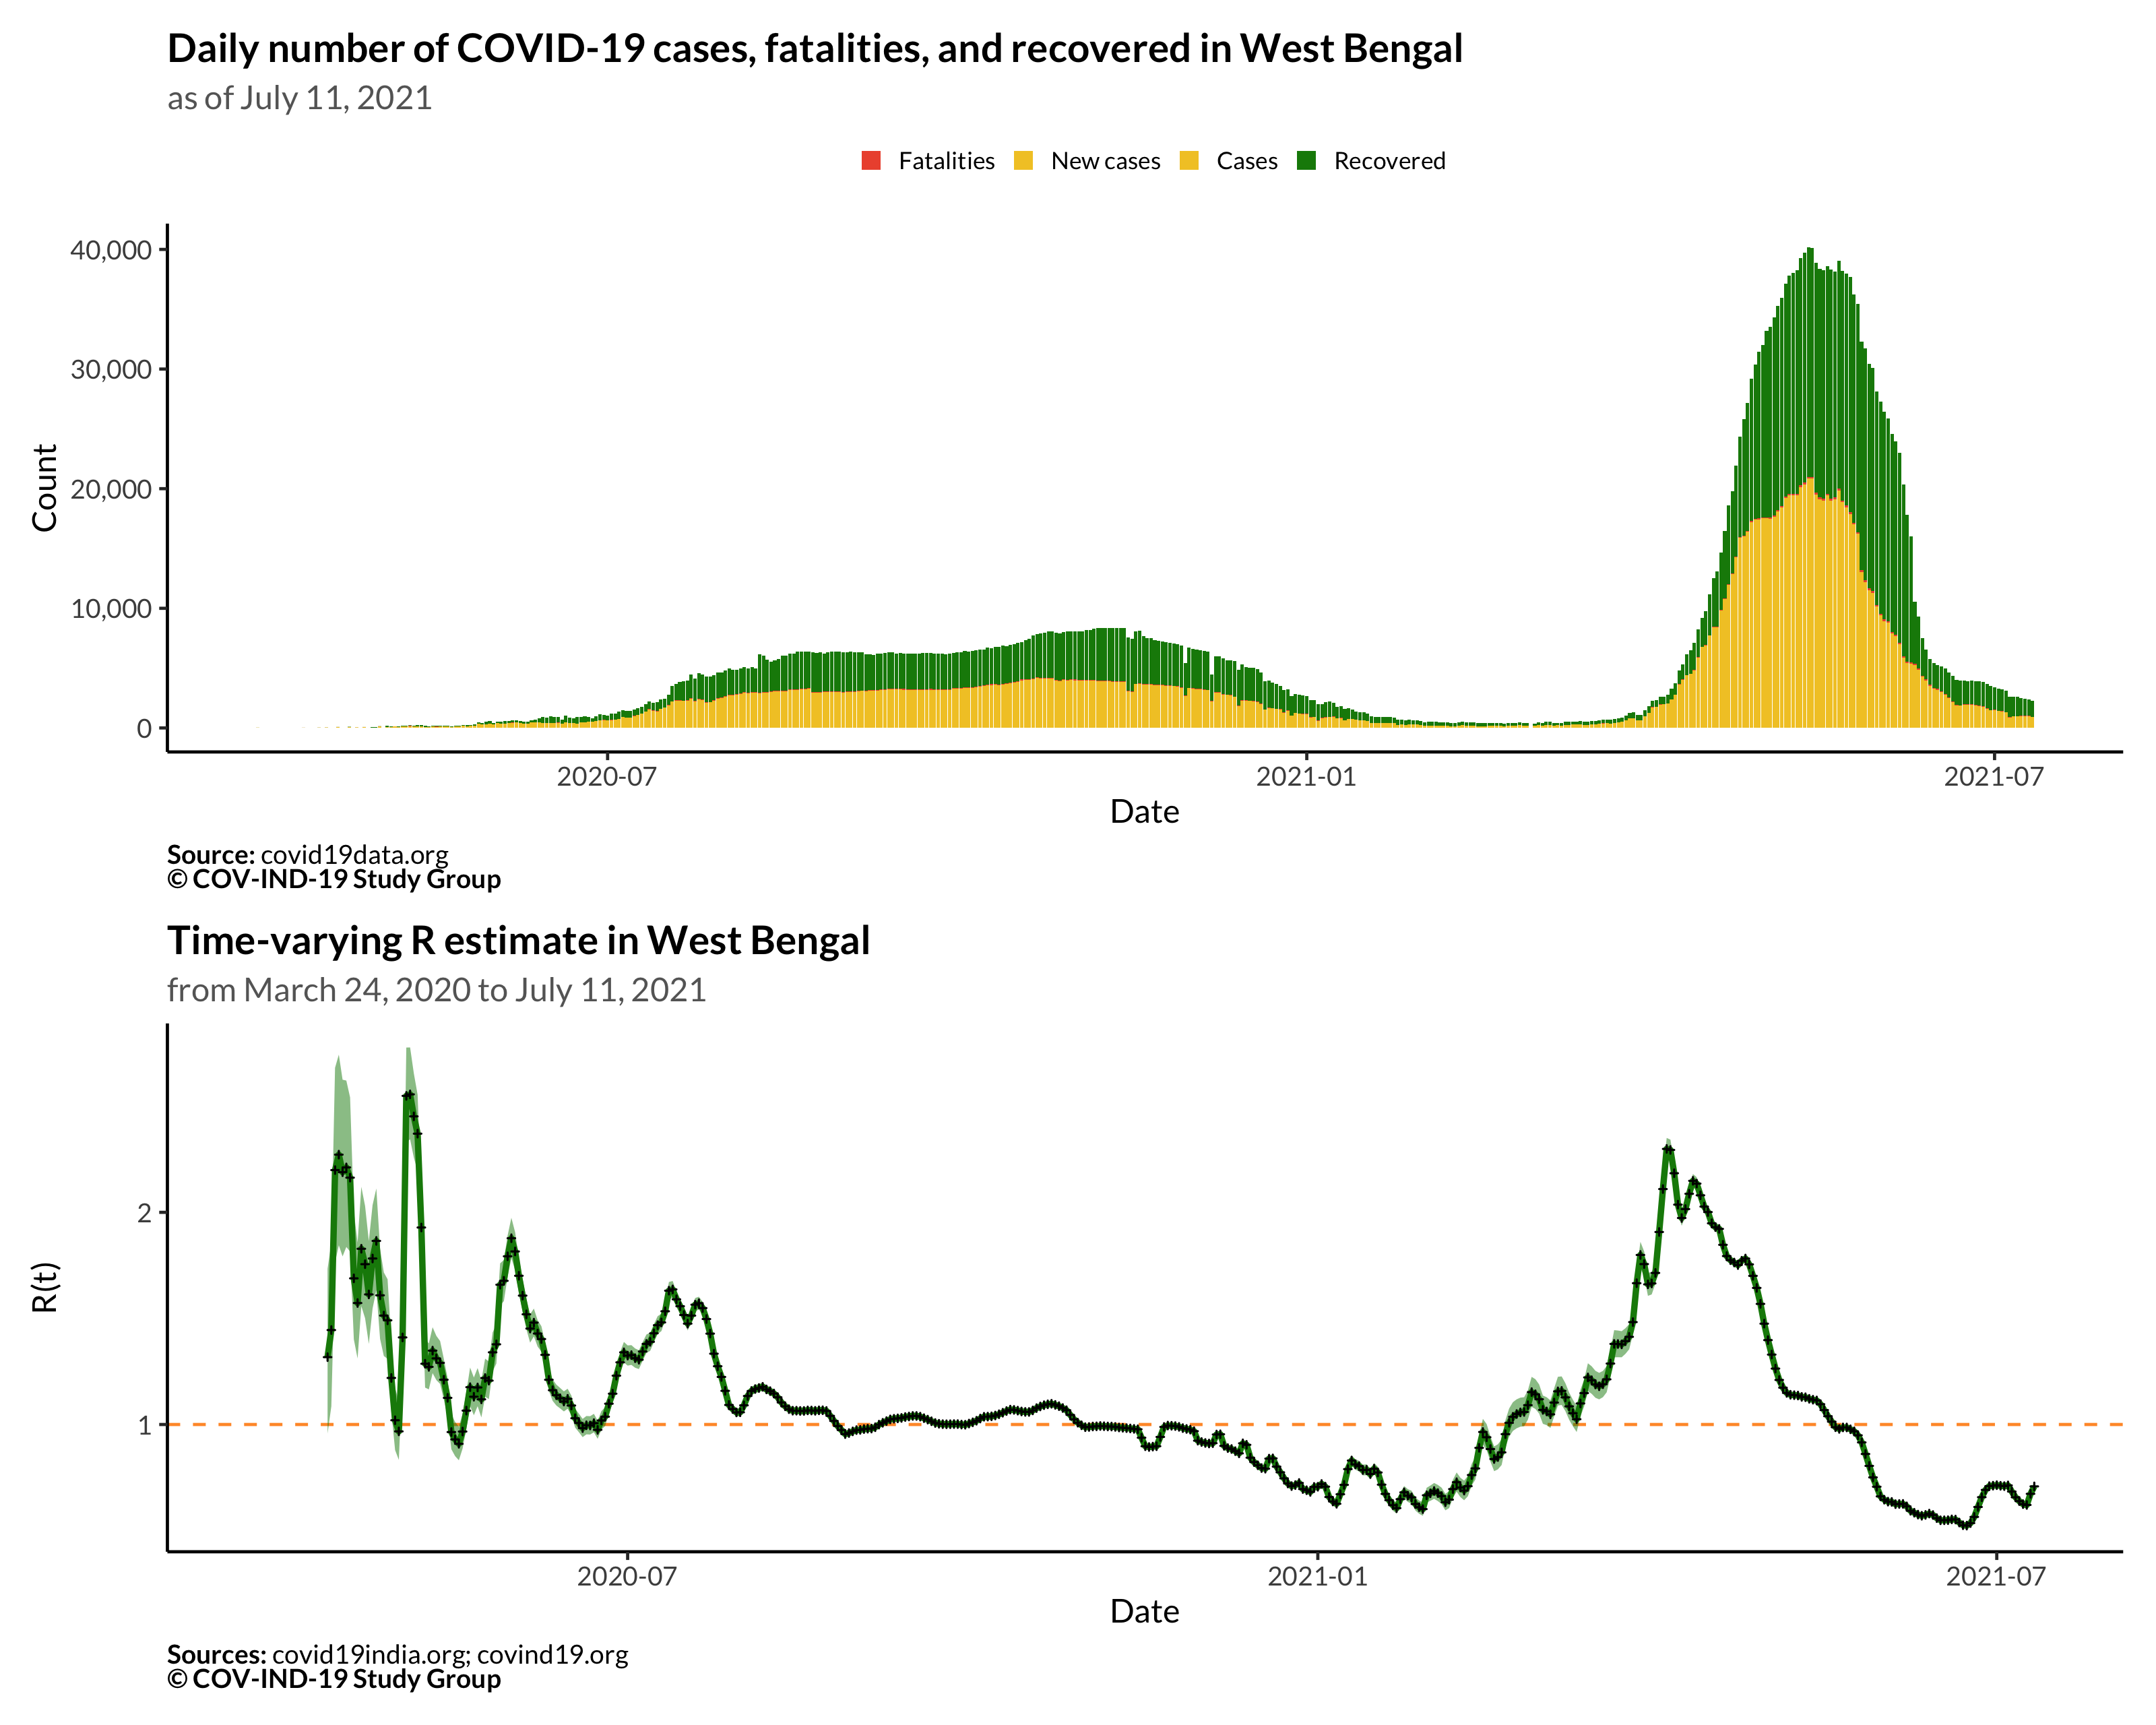 Daily number of COVID-19 cases, fatalities, and recovered in West Bengal
as of July 11, 2021
Fatalities New cases Cases Recovered
40,000
30,000
20,000
10,000
0
Count
2020-07 2021-01 2021-07
Date
Source: covid19data.org
© COV-IND-19 Study Group
Time-varying R estimate in West Bengal
from March 24, 2020 to July 11, 2021
2
1
R(t)
2020-07 2021-01 2021-07
Date
Sources: covid19india.org; covind19.org
© COV-IND-19 Study Group